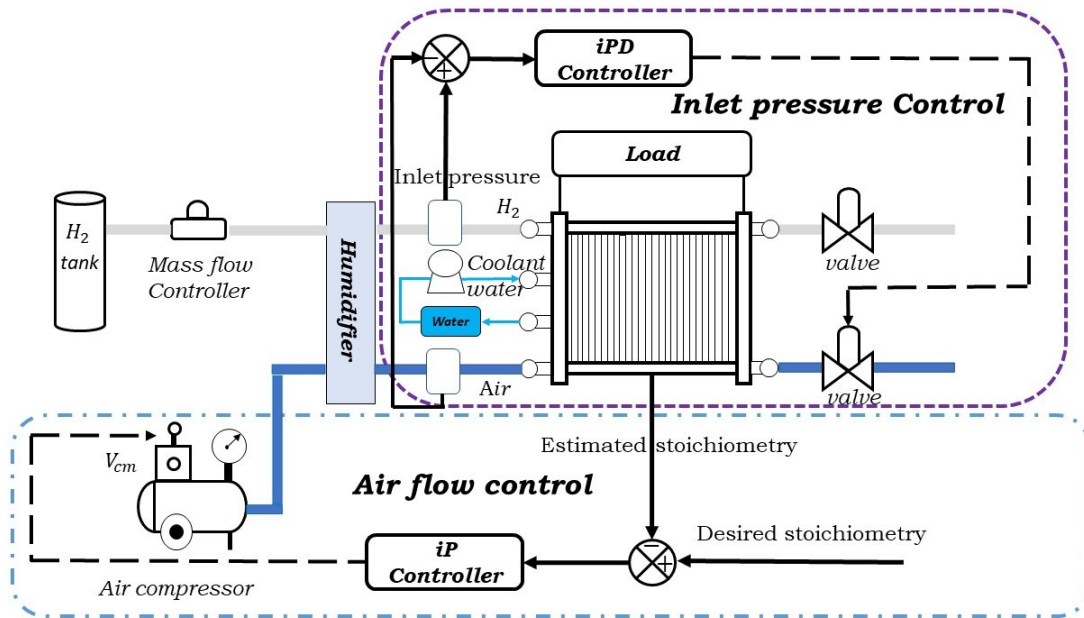 iPD
Controller
Inlet pressure Control
Load
Inlet pressure
H₂
H₂
tank
Mass flow
Controller
Humidifier
Coolant
water
Water
valve
Air
valve
Estimated stoichiometry
V_cm
Air flow control
Desired stoichiometry
iP
Controller
Air compressor
− +
− +